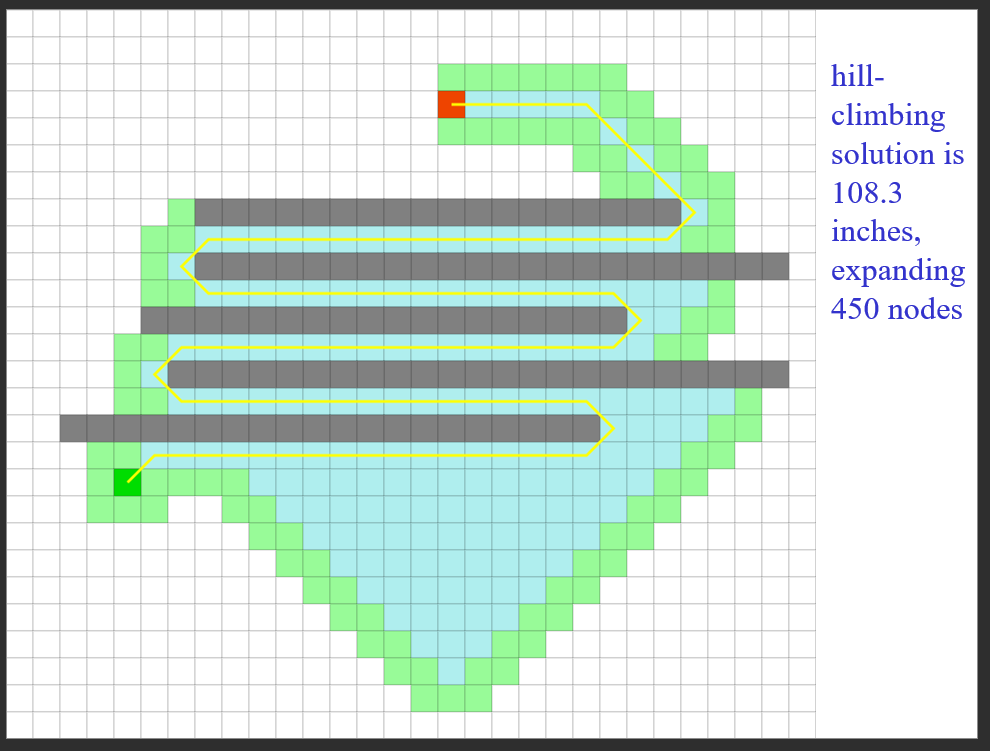 hill-
climbing
solution is
108.3
inches,
expanding
450 nodes